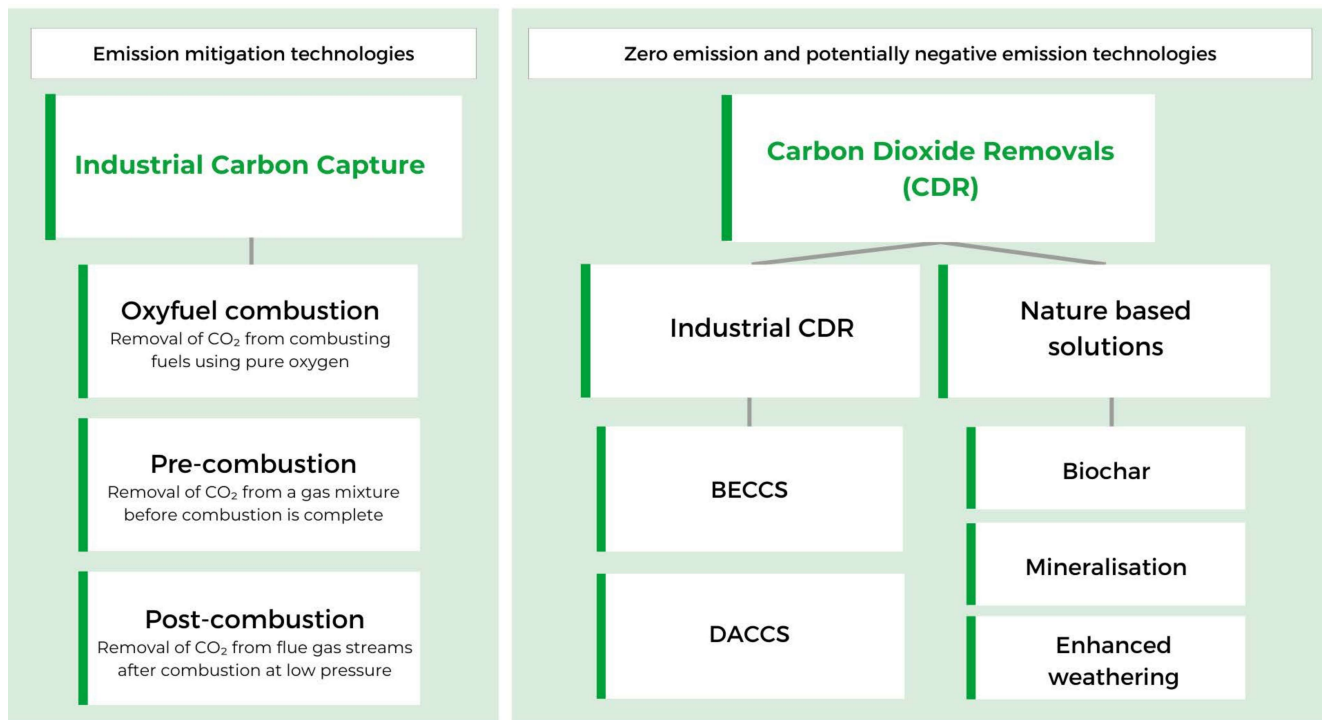 Emission mitigation technologies
Industrial Carbon Capture
Oxyfuel combustion
Removal of CO₂ from combusting
fuels using pure oxygen
Pre-combustion
Removal of CO₂ from a gas mixture
before combustion is complete
Post-combustion
Removal of CO₂ from flue gas streams
after combustion at low pressure
Zero emission and potentially negative emission technologies
Carbon Dioxide Removals
(CDR)
Industrial CDR
BECCS
DACCS
Nature based
solutions
Biochar
Mineralisation
Enhanced
weathering